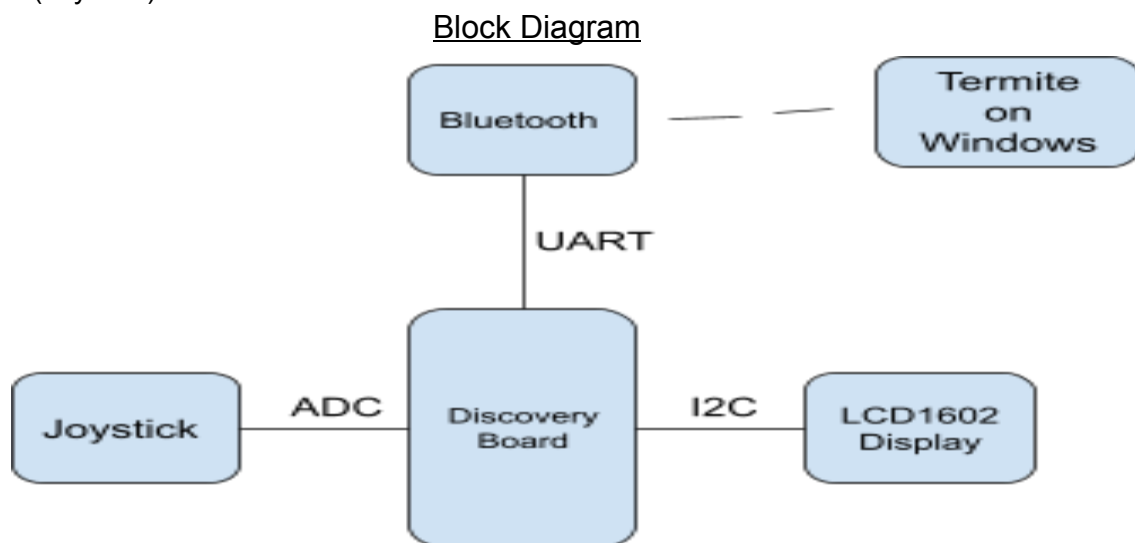 Block Diagram
Bluetooth
Termite
on
Windows
UART
Joystick
ADC
Discovery
Board
I2C
LCD1602
Display